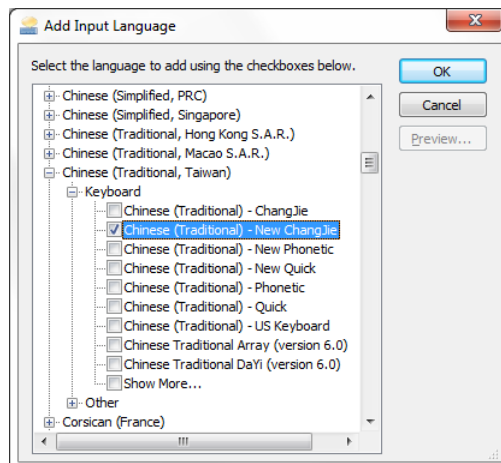 Add Input Language
Select the language to add using the checkboxes below.
OK
Cancel
Preview...
Chinese (Simplified, PRC)
Chinese (Simplified, Singapore)
Chinese (Traditional, Hong Kong S.A.R.)
Chinese (Traditional, Macao S.A.R.)
Chinese (Traditional, Taiwan)
Keyboard
Chinese (Traditional) - ChangJie
Chinese (Traditional) - New ChangJie
Chinese (Traditional) - New Phonetic
Chinese (Traditional) - New Quick
Chinese (Traditional) - Phonetic
Chinese (Traditional) - Quick
Chinese (Traditional) - US Keyboard
Chinese Traditional Array (version 6.0)
Chinese Traditional DaYi (version 6.0)
Show More...
Other
Corsican (France)